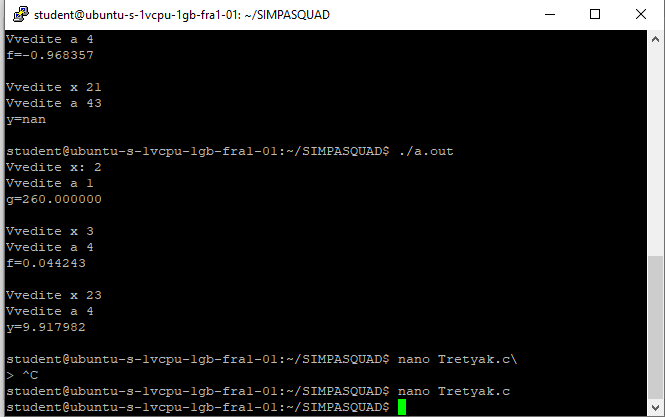 student@ubuntu-s-1vcpu-1gb-fra1-01: ~/SIMPASQUAD
Vvedite a 4
f=-0.968357
Vvedite x 21
Vvedite a 43
y=nan
student@ubuntu-s-1vcpu-1gb-fra1-01:~/SIMPASQUAD$ ./a.out
Vvedite x: 2
Vvedite a 1
g=260.000000
Vvedite x 3
Vvedite a 4
f=0.044243
Vvedite x 23
Vvedite a 4
y=9.917982
student@ubuntu-s-1vcpu-1gb-fra1-01:~/SIMPASQUAD$ nano Tretyak.c\
> ^C
student@ubuntu-s-1vcpu-1gb-fra1-01:~/SIMPASQUAD$ nano Tretyak.c
student@ubuntu-s-1vcpu-1gb-fra1-01:~/SIMPASQUAD$